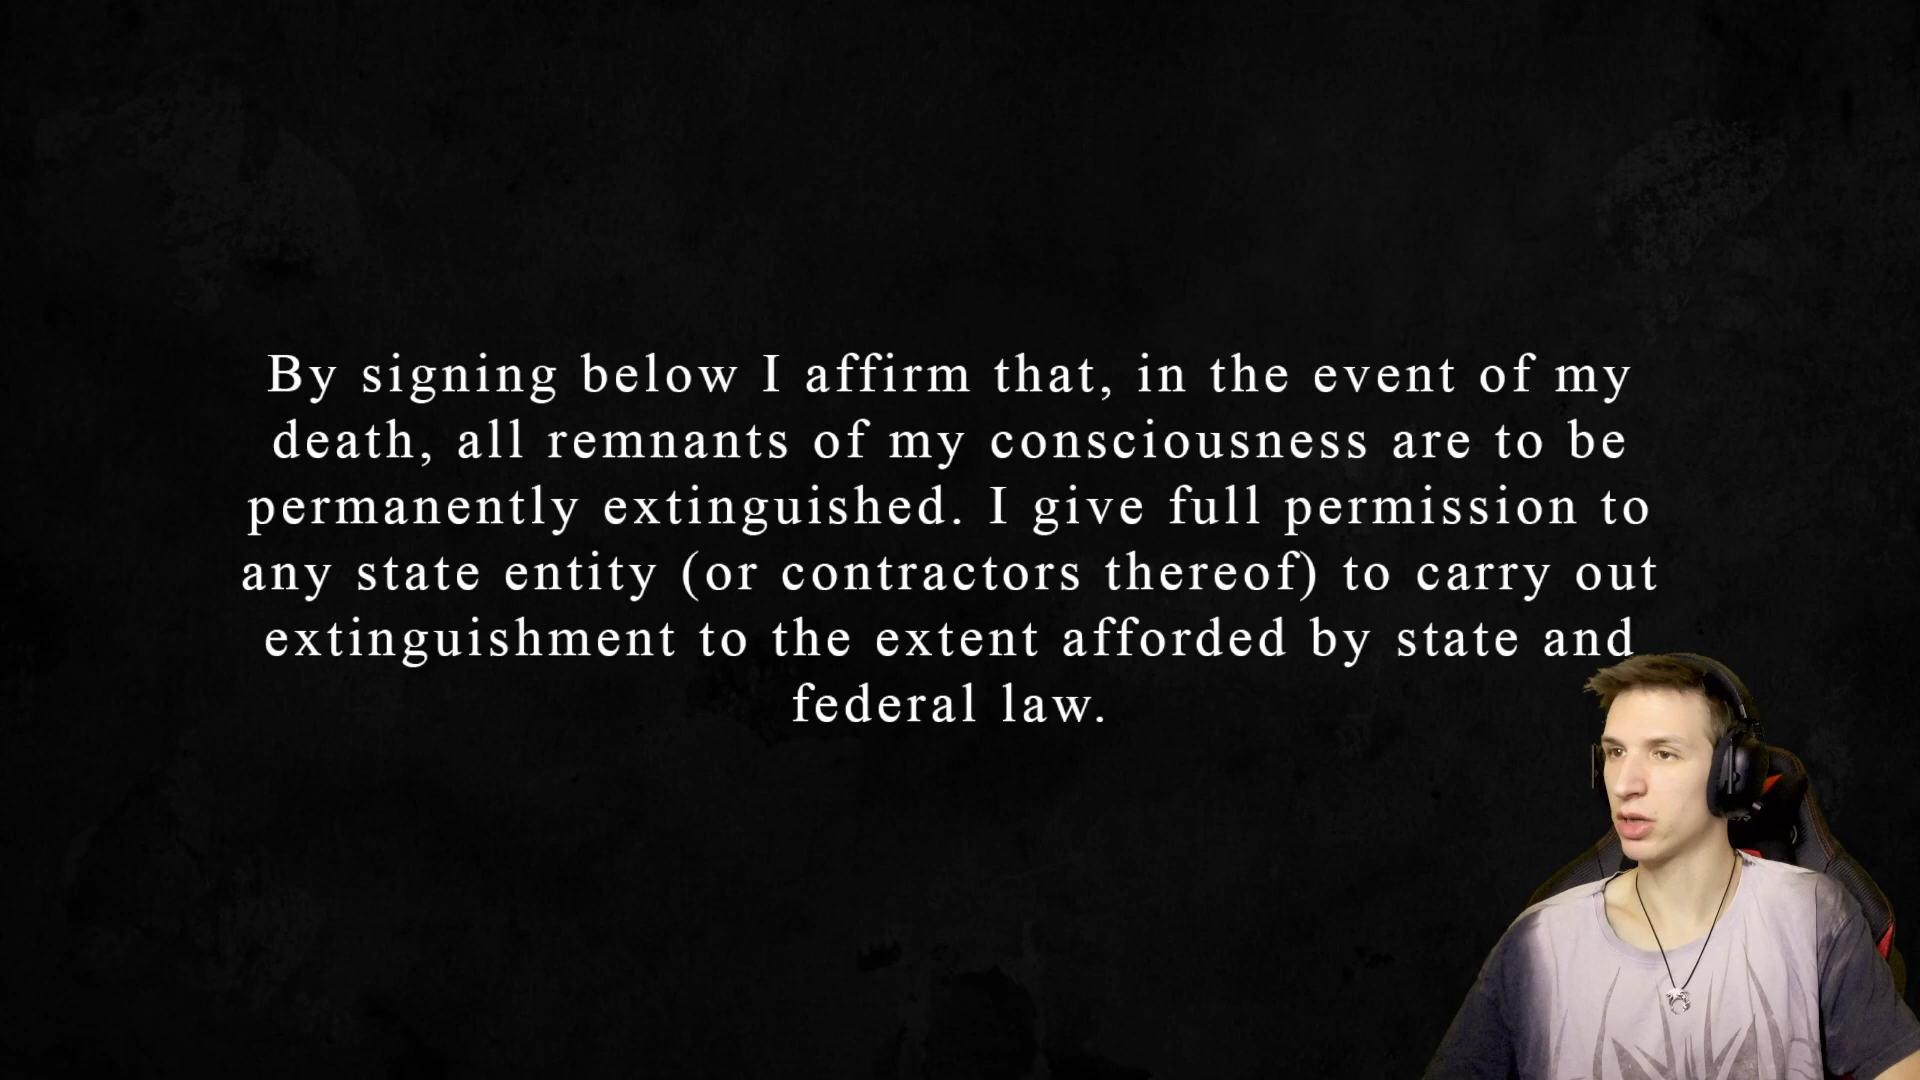 By signing below I affirm that, in the event of my
death, all remnants of my consciousness are to be
permanently extinguished. I give full permission to
any state entity (or contractors thereof) to carry out
extinguishment to the extent afforded by state and
federal law.